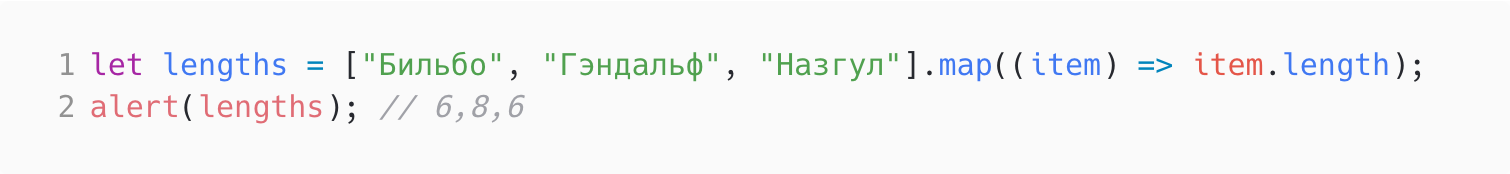 1 let lengths = ["Бильбо", "Гэндальф", "Назгул"].map((item) => item.length);
2 alert(lengths); // 6,8,6